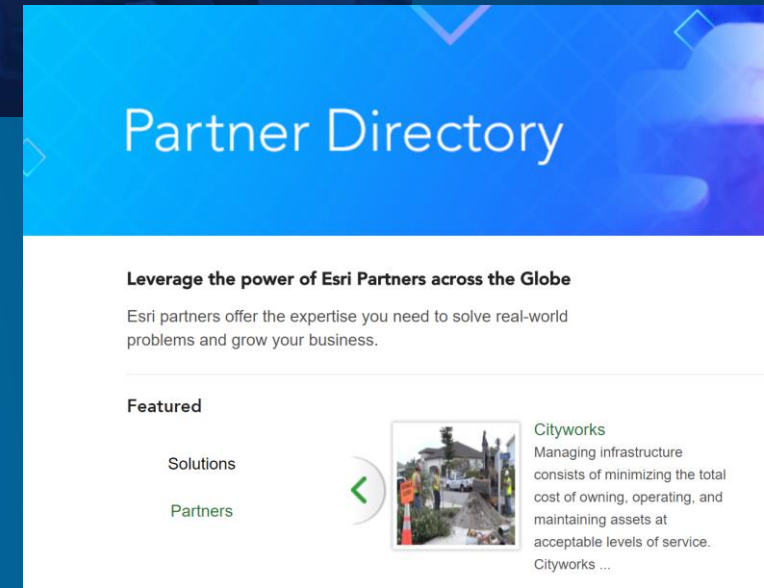 Partner Directory
Leverage the power of Esri Partners across the Globe
Esri partners offer the expertise you need to solve real-world
problems and grow your business.
Featured
Solutions
Partners
Cityworks
Managing infrastructure
consists of minimizing the total
cost of owning, operating, and
maintaining assets at
acceptable levels of service.
Cityworks ...